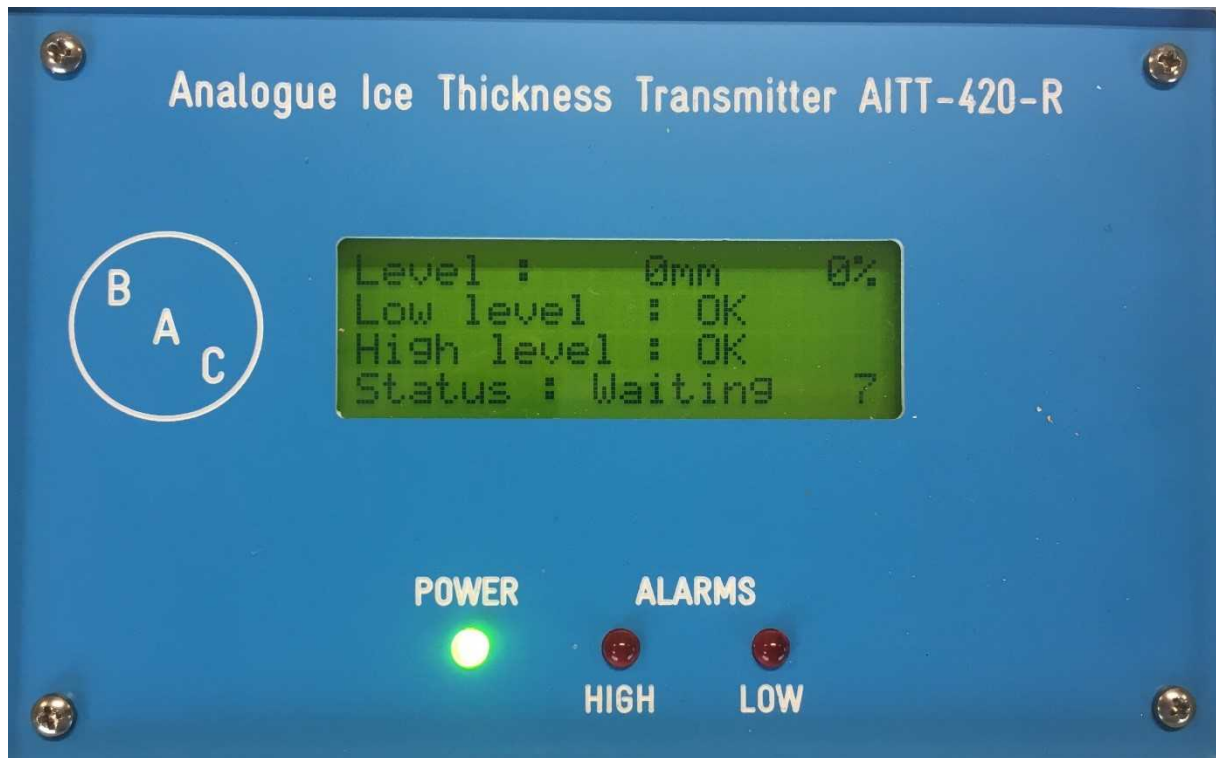 Analogue Ice Thickness Transmitter AITT-420-R
B
A
C
Level : 0mm 0%
Low level : OK
High level : OK
Status : Waiting 7
POWER ALARMS
HIGH LOW